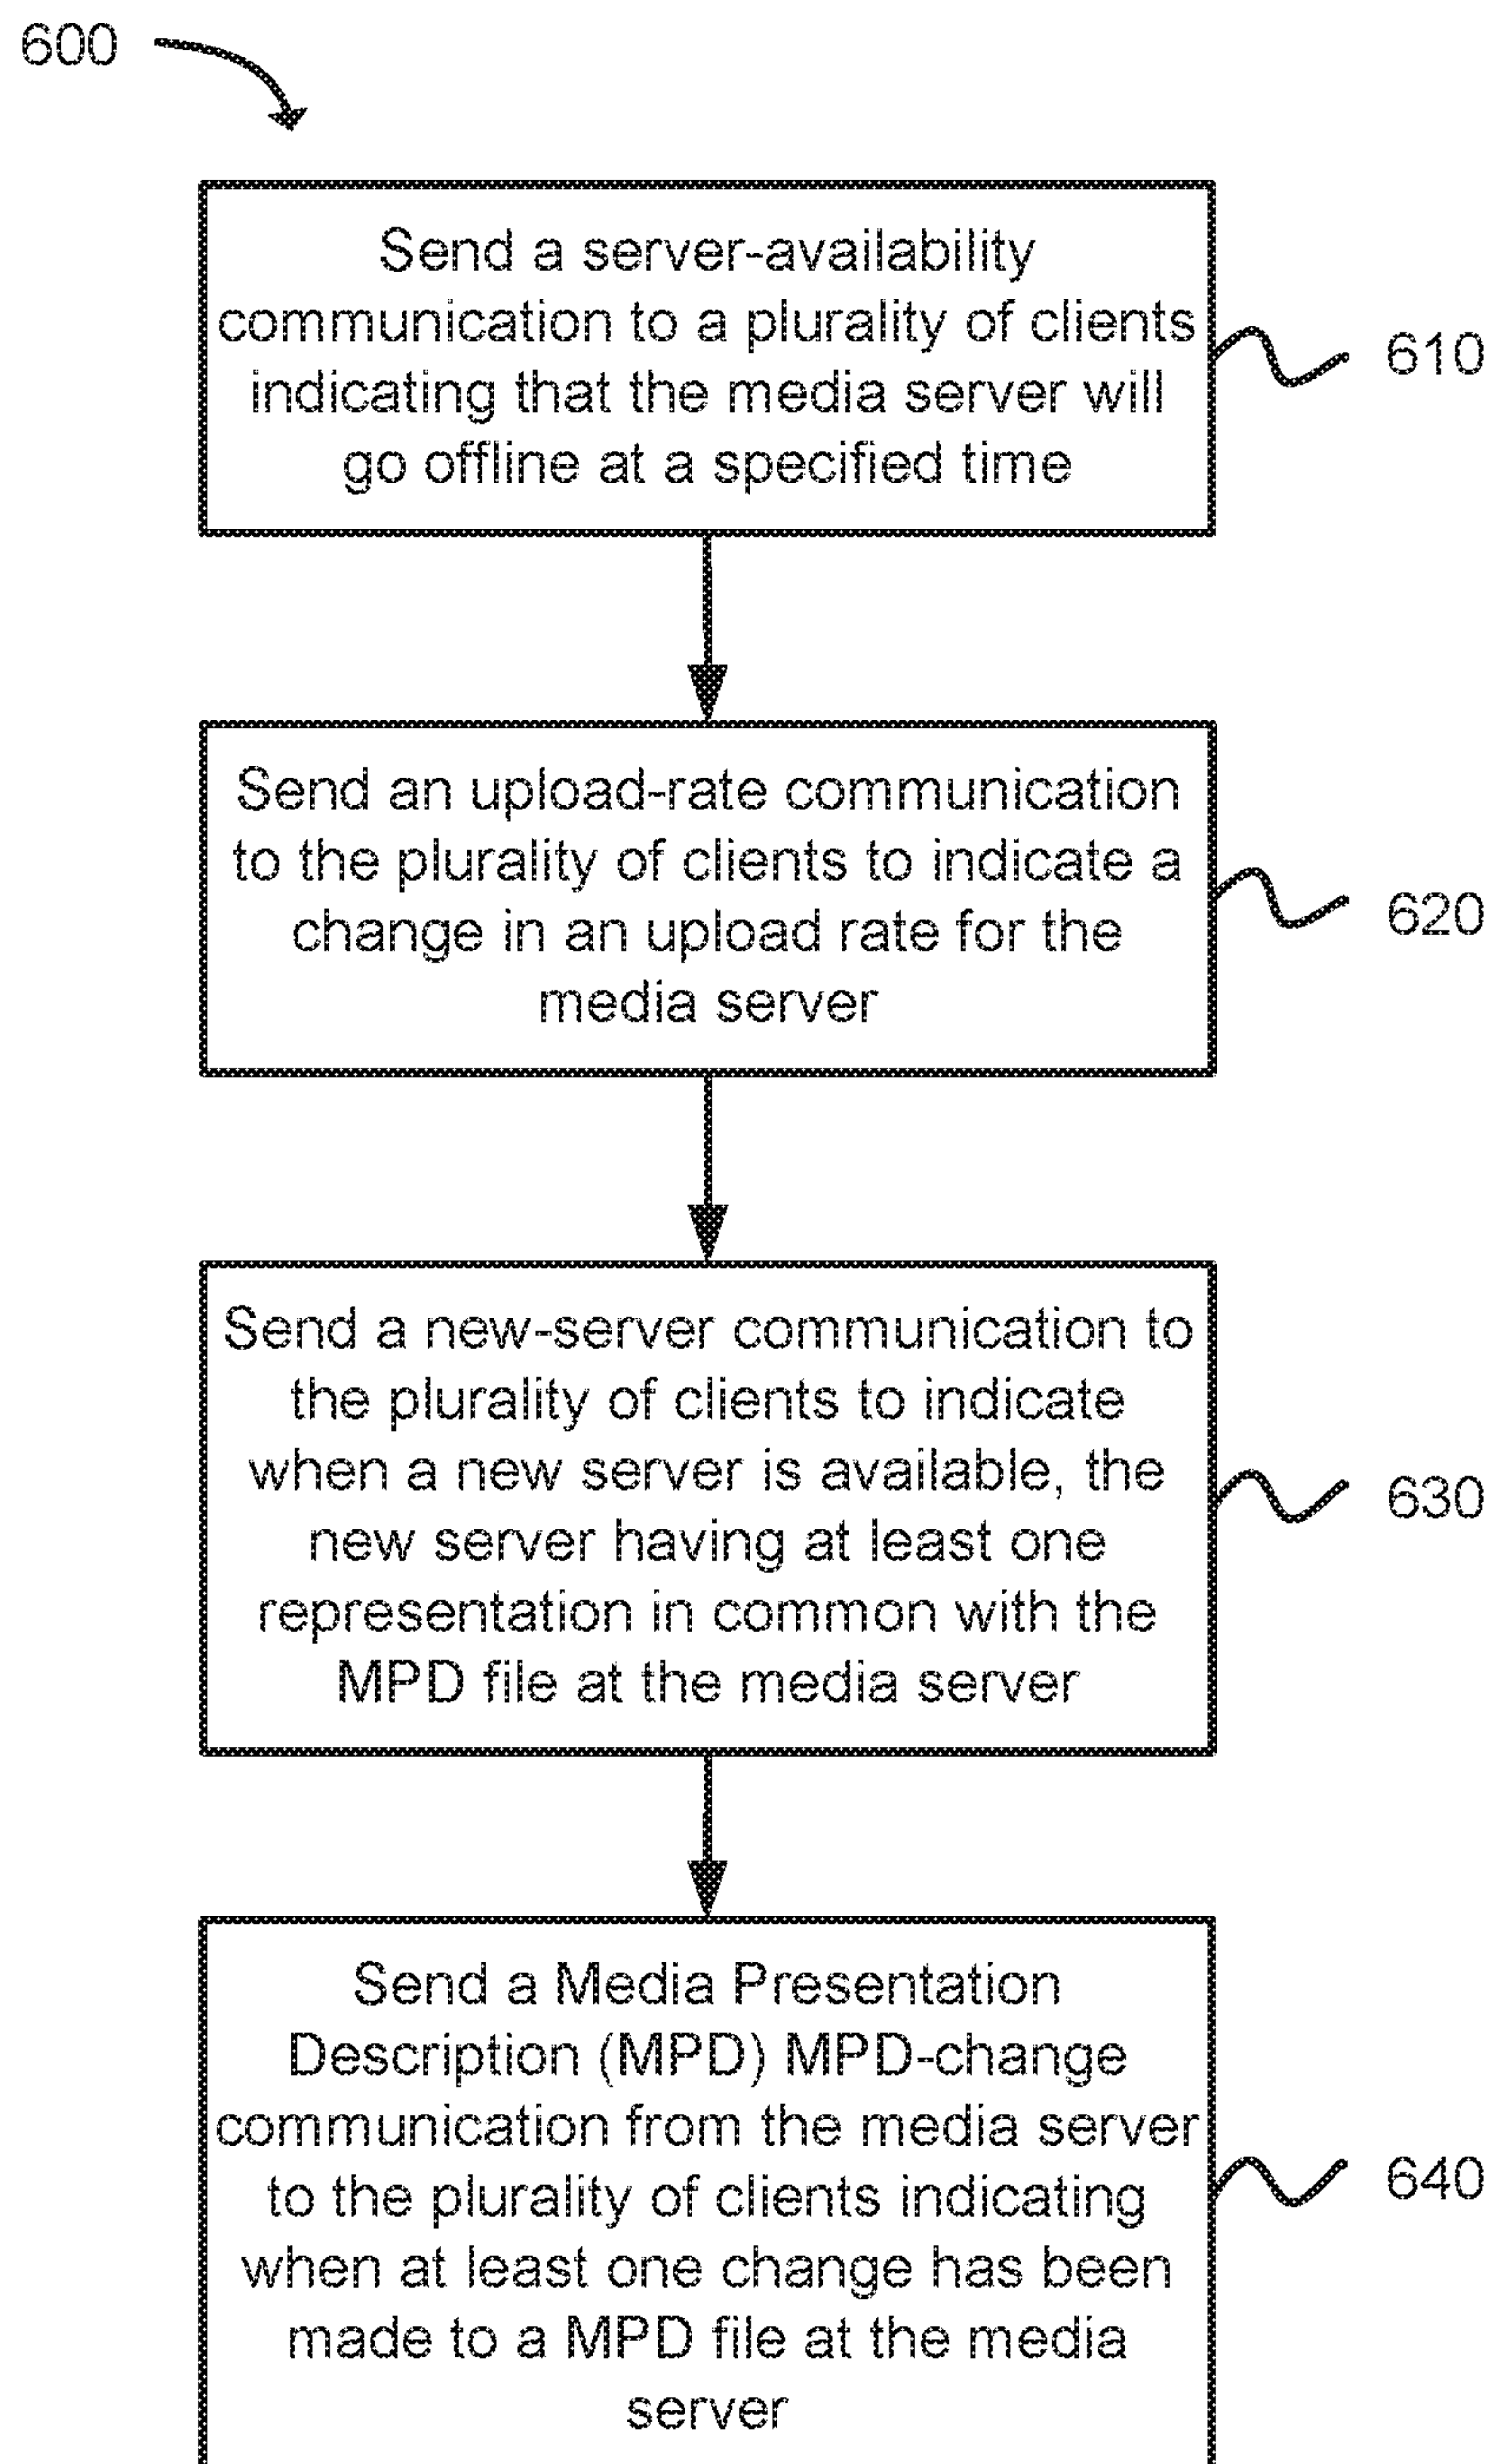 600
Send a server-availability
communication to a plurality of clients
indicating that the media server will
go offline at a specified time
610
Send an upload-rate communication
to the plurality of clients to indicate a
change in an upload rate for the
media server
620
Send a new-server communication to
the plurality of clients to indicate
when a new server is available, the
new server having at least one
representation in common with the
MPD file at the media server
630
Send a Media Presentation
Description (MPD) MPD-change
communication from the media server
to the plurality of clients indicating
when at least one change has been
made to a MPD file at the media
server
640